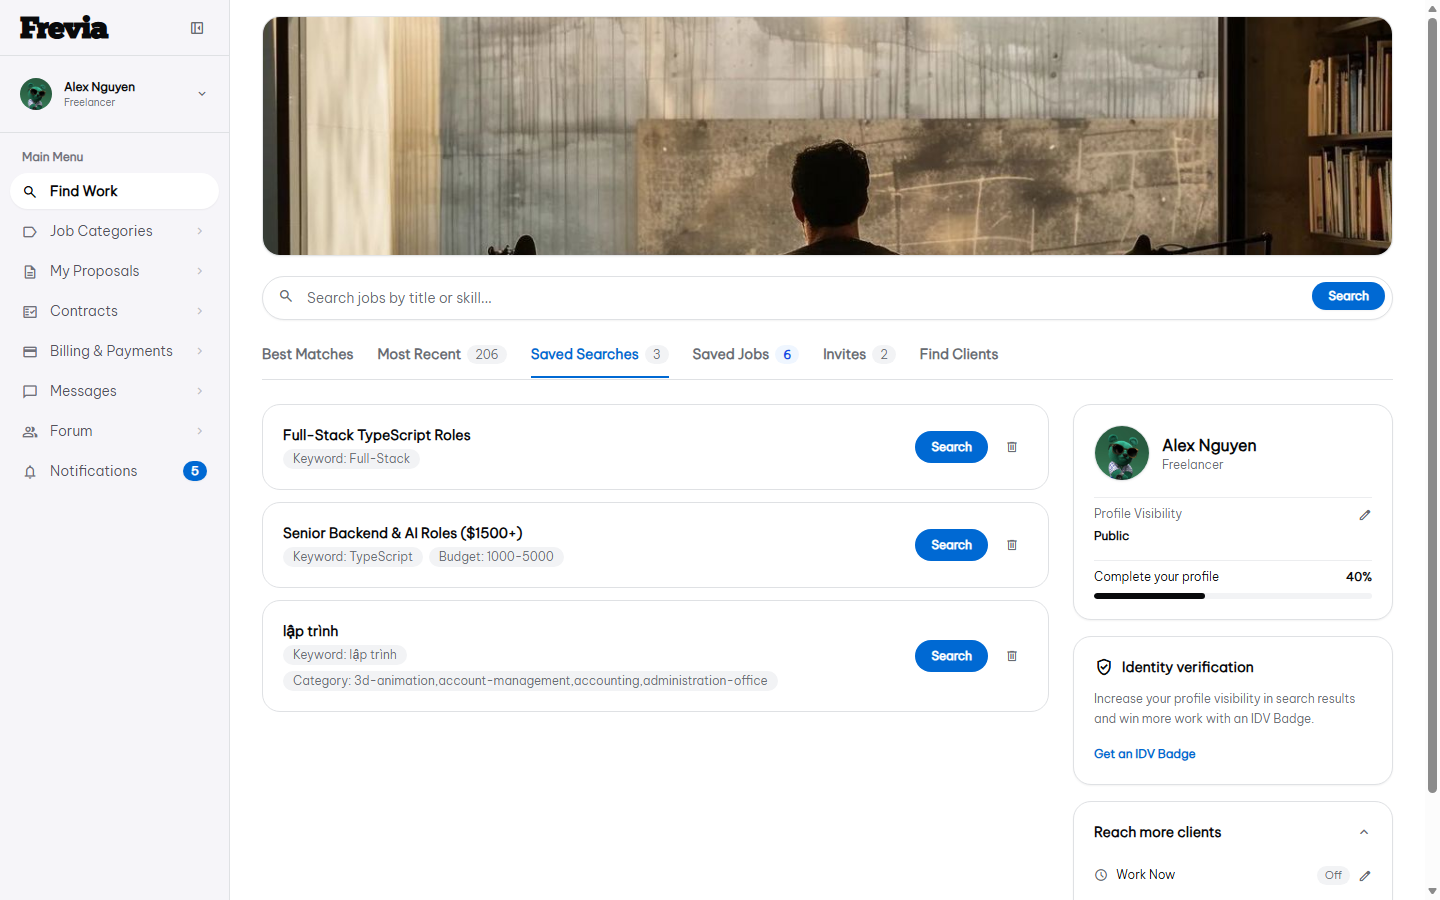 Frevia
Alex Nguyen
Freelancer
Main Menu
Find Work
Job Categories
My Proposals
Contracts
Billing & Payments
Messages
Forum
Notifications
5
Search jobs by title or skill...
Search
Best Matches
Most Recent 206
Saved Searches 3
Saved Jobs 6
Invites 2
Find Clients
Full-Stack TypeScript Roles
Keyword: Full-Stack
Search
Senior Backend & AI Roles ($1500+)
Keyword: TypeScript
Budget: 1000-5000
Search
lập trình
Keyword: lập trình
Category: 3d-animation,account-management,accounting,administration-office
Search
Alex Nguyen
Freelancer
Profile Visibility
Public
Complete your profile 40%
Identity verification
Increase your profile visibility in search results
and win more work with an IDV Badge.
Get an IDV Badge
Reach more clients
Work Now
Off